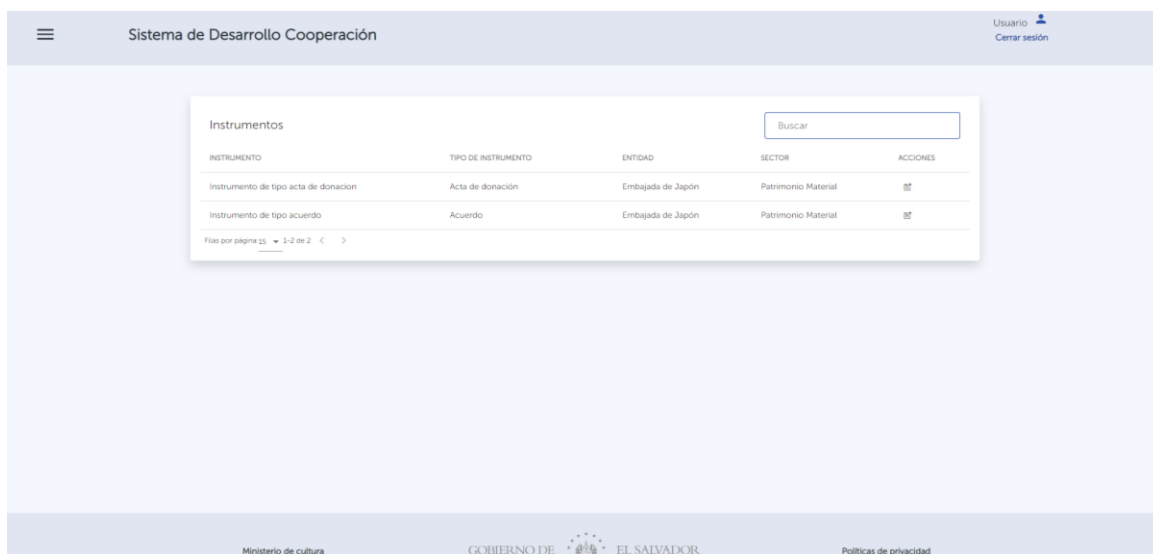 Usuario
Sistema de Desarrollo Cooperación
Cerrar sesión
Instrumentos
Buscar
INSTRUMENTO TIPO DE INSTRUMENTO ENTIDAD SECTOR ACCIONES
Instrumento de tipo acta de donacion Acta de donación Embajada de Japón Patrimonio Material
Instrumento de tipo acuerdo Acuerdo Embajada de Japón Patrimonio Material
Filas por página: 15 1-2 de 2
Ministerio de cultura GOBIERNO DE EL SALVADOR Políticas de privacidad